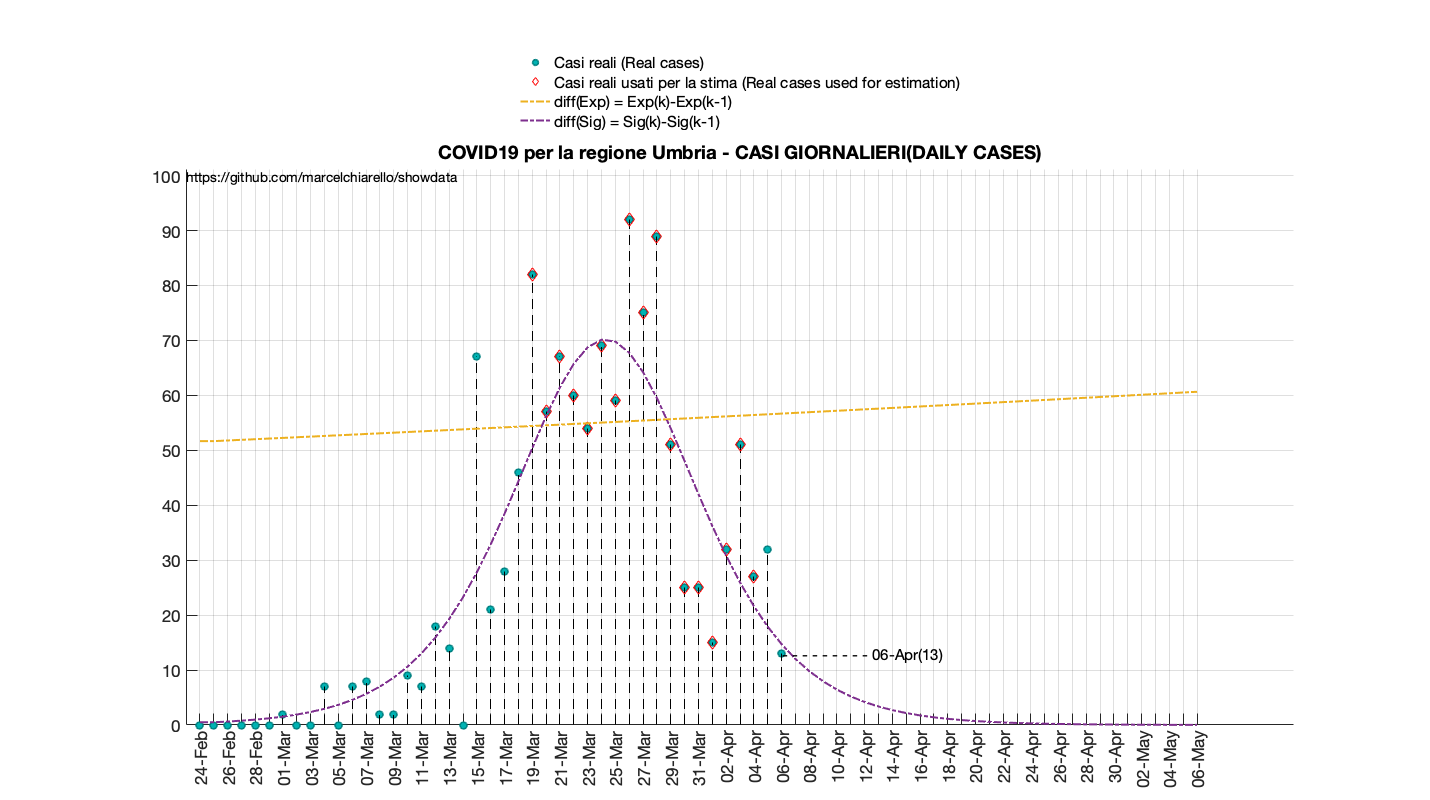 Casi reali (Real cases)
Casi reali usati per la stima (Real cases used for estimation)
diff(Exp) = Exp(k)-Exp(k-1)
diff(Sig) = Sig(k)-Sig(k-1)
COVID19 per la regione Umbria - CASI GIORNALIERI(DAILY CASES)
https://github.com/marcelchiarello/showdata
100
90
80
70
60
50
40
30
20
10
0
06-Apr(13)
24-Feb
26-Feb
28-Feb
01-Mar
03-Mar
05-Mar
07-Mar
09-Mar
11-Mar
13-Mar
15-Mar
17-Mar
19-Mar
21-Mar
23-Mar
25-Mar
27-Mar
29-Mar
31-Mar
02-Apr
04-Apr
06-Apr
08-Apr
10-Apr
12-Apr
14-Apr
16-Apr
18-Apr
20-Apr
22-Apr
24-Apr
26-Apr
28-Apr
30-Apr
02-May
04-May
06-May